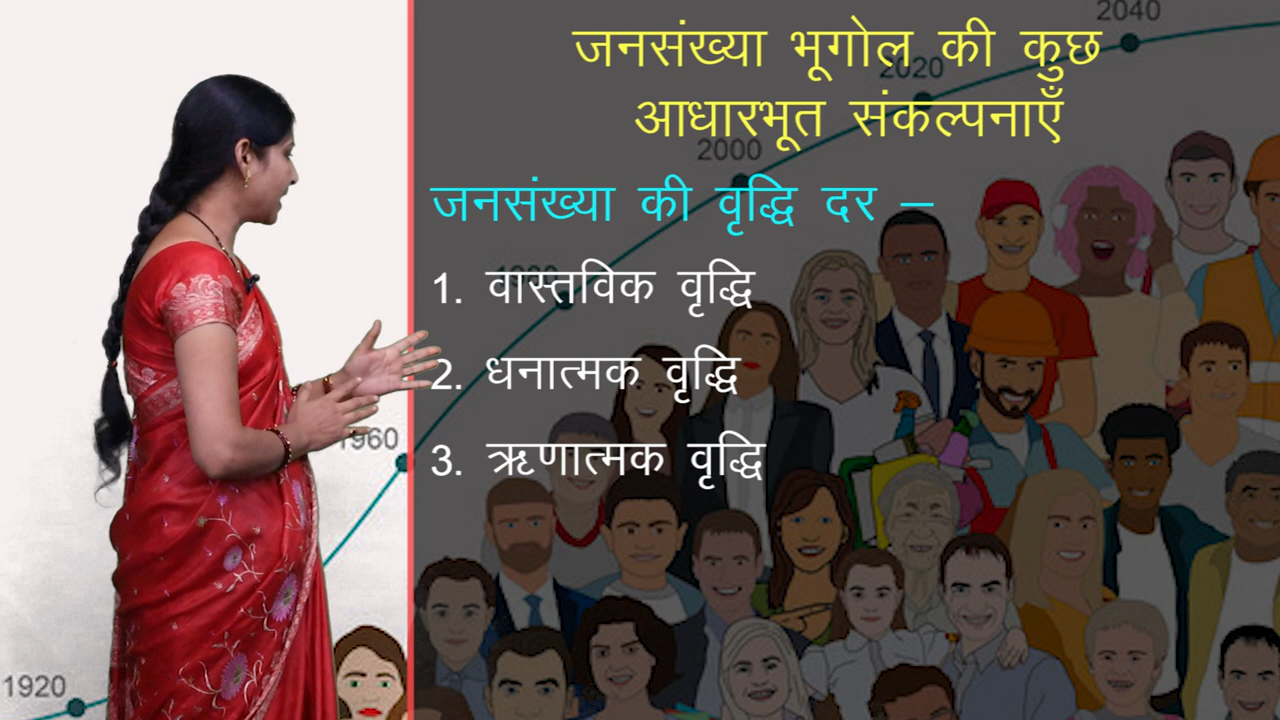 2040
जनसंख्या भूगोल की कुछ
2020
आधारभूत संकल्पनाएँ
2000
जनसंख्या की वृद्धि दर –
1980
1. वास्तविक वृद्धि
2. धनात्मक वृद्धि
3. ऋणात्मक वृद्धि
1960
1920